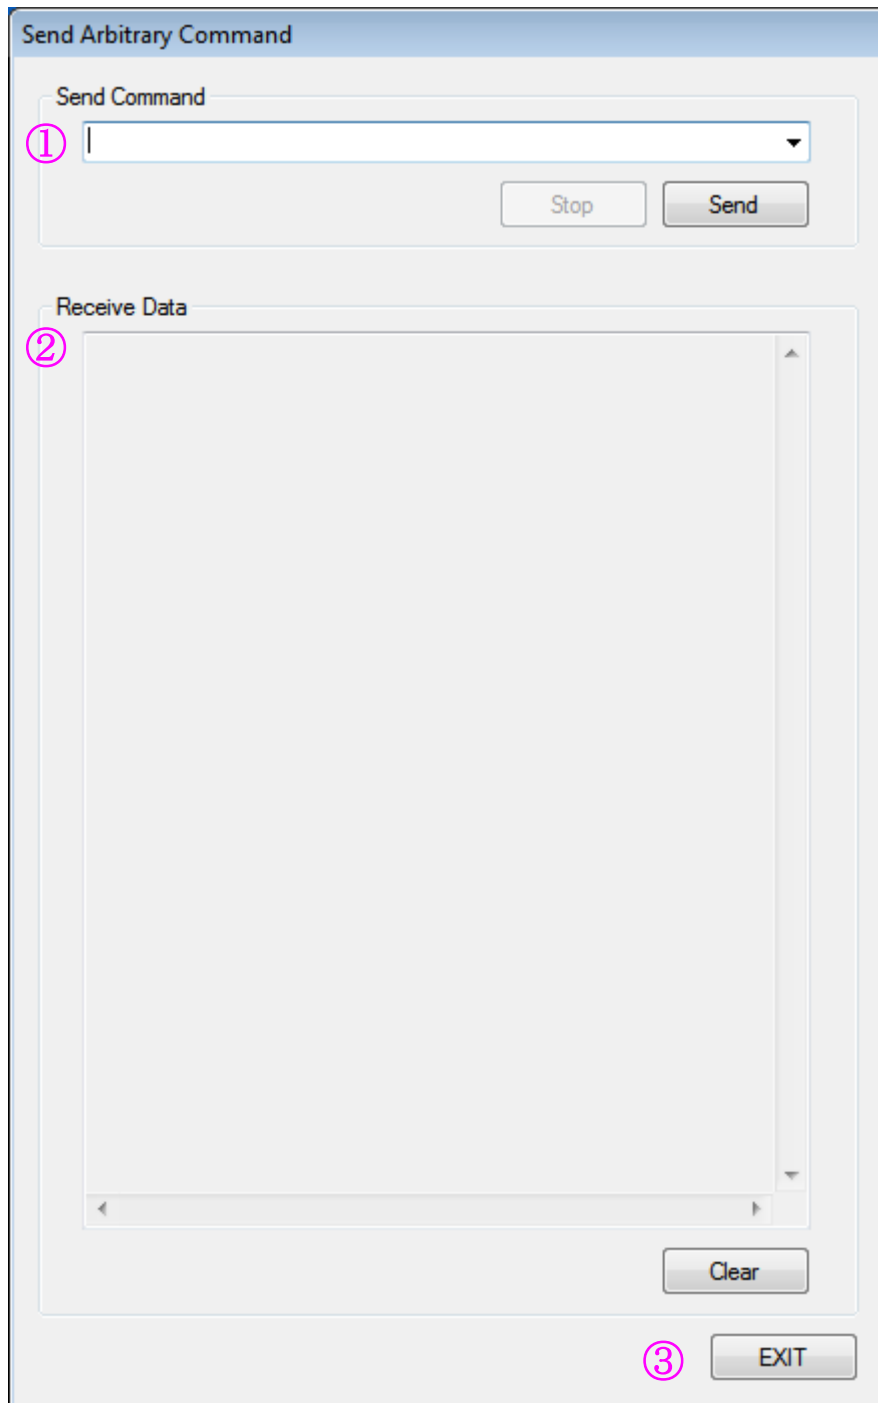 Send Arbitrary Command
Send Command
①
Stop Send
Receive Data
②
Clear
③ EXIT